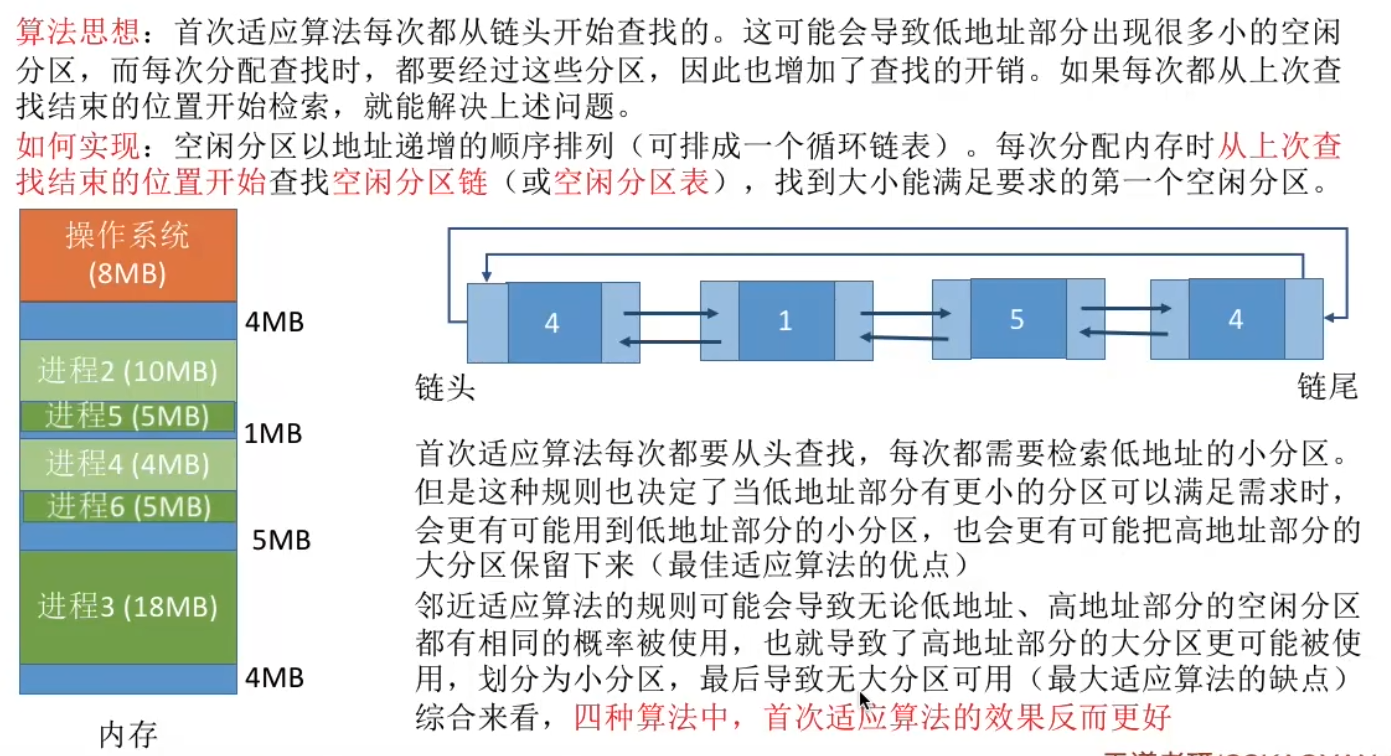 算法思想：首次适应算法每次都从链头开始查找的。这可能会导致低地址部分出现很多小的空闲
分区，而每次分配查找时，都要经过这些分区，因此也增加了查找的开销。如果每次都从上次查
找结束的位置开始检索，就能解决上述问题。
如何实现：空闲分区以地址递增的顺序排列（可排成一个循环链表）。每次分配内存时从上次查
找结束的位置开始查找空闲分区链（或空闲分区表），找到大小能满足要求的第一个空闲分区。
操作系统
(8MB)
4MB
进程2 (10MB)
进程5 (5MB)
1MB
进程4 (4MB)
进程6 (5MB)
5MB
进程3 (18MB)
4MB
内存
4
1
5
4
链头
链尾
首次适应算法每次都要从头查找，每次都需要检索低地址的小分区。
但是这种规则也决定了当低地址部分有更小的分区可以满足需求时，
会更有可能用到低地址部分的小分区，也会更有可能把高地址部分的
大分区保留下来（最佳适应算法的优点）
邻近适应算法的规则可能会导致无论低地址、高地址部分的空闲分区
都有相同的概率被使用，也就导致了高地址部分的大分区更可能被使
用，划分为小分区，最后导致无大分区可用（最大适应算法的缺点）
综合来看，四种算法中，首次适应算法的效果反而更好